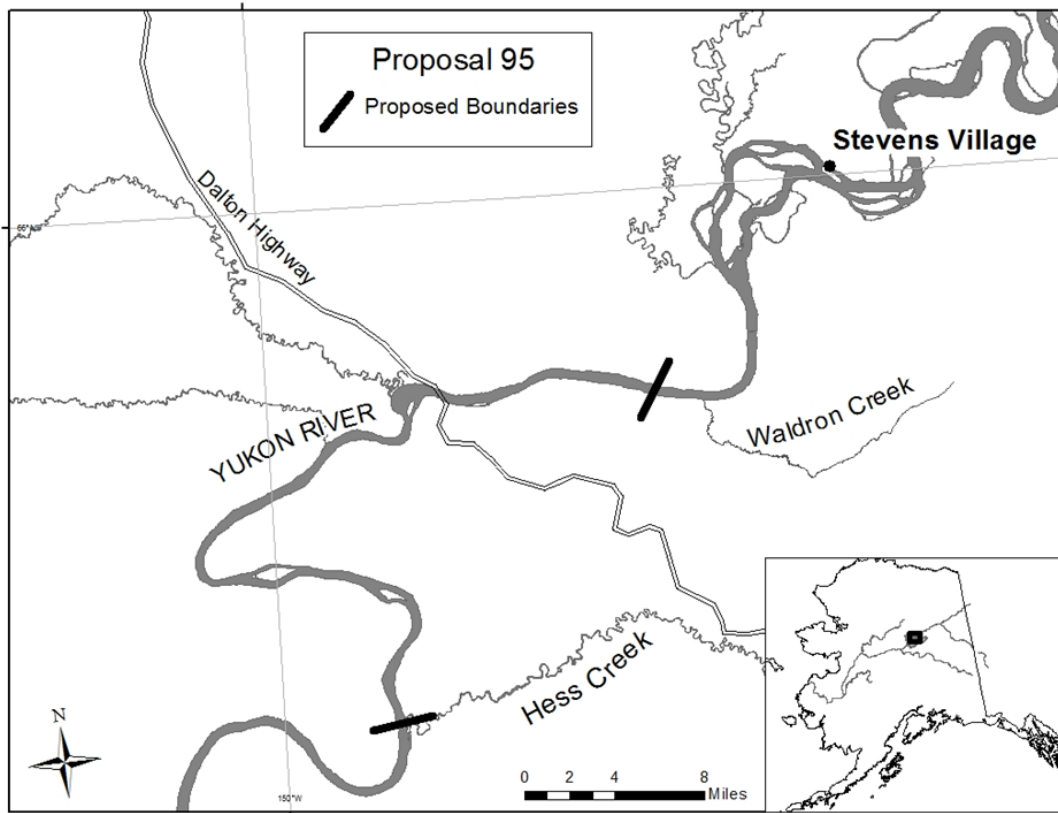 Proposal 95
Proposed Boundaries
Stevens Village
Dalton Highway
YUKON RIVER
Waldron Creek
Hess Creek
N
0 2 4 8
Miles
150°W